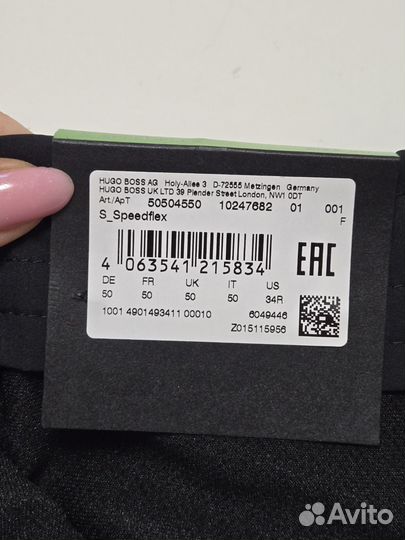 HUGO BOSS AG Holy-Allee 3 D-72555 Metzingen Germany
HUGO BOSS UK LTD 39 Plender Street London, NW1 0DT
Art./АрТ 50504550 10247682 01 001
F
S_Speedflex
4 063541 215834
EAC
DE FR UK IT US
50 50 50 50 34R
1001 4901493411 00010 6049446
Z015115956
Avito